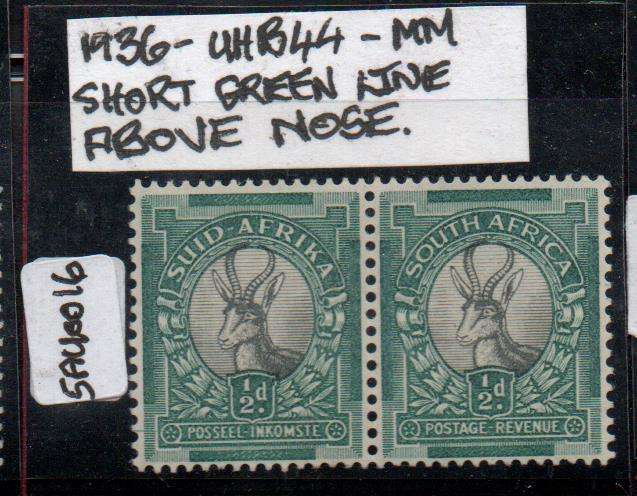 1936 - UHB44 - MM
SHORT GREEN LINE
ABOVE NOSE.
SUID-AFRIKA
½d.
POSSEEL-INKOMSTE
SOUTH AFRICA
½d.
POSTAGE-REVENUE